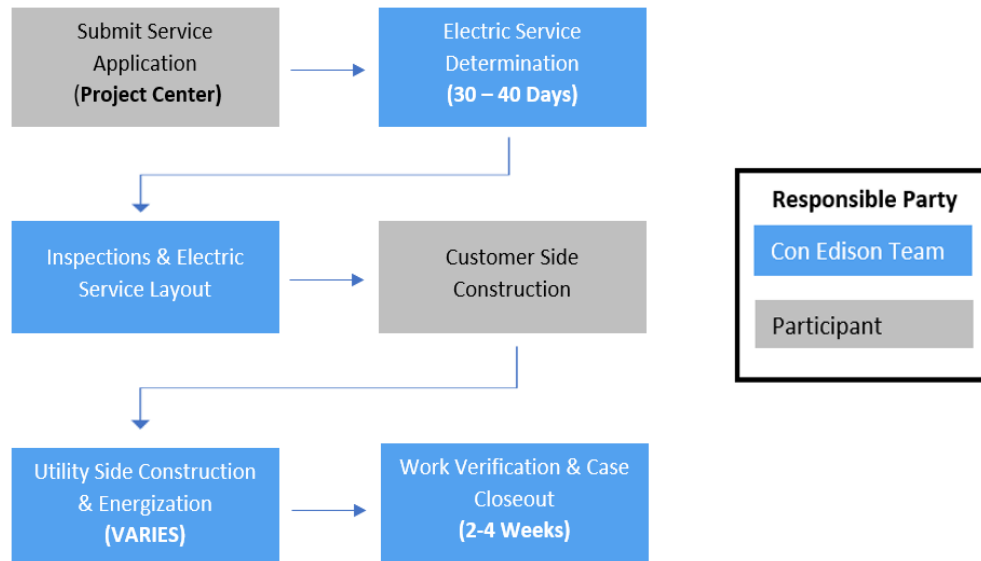 Submit Service
Application
(Project Center)
Electric Service
Determination
(30 – 40 Days)
Inspections & Electric
Service Layout
Customer Side
Construction
Utility Side Construction
& Energization
(VARIES)
Work Verification & Case
Closeout
(2-4 Weeks)
Responsible Party
Con Edison Team
Participant